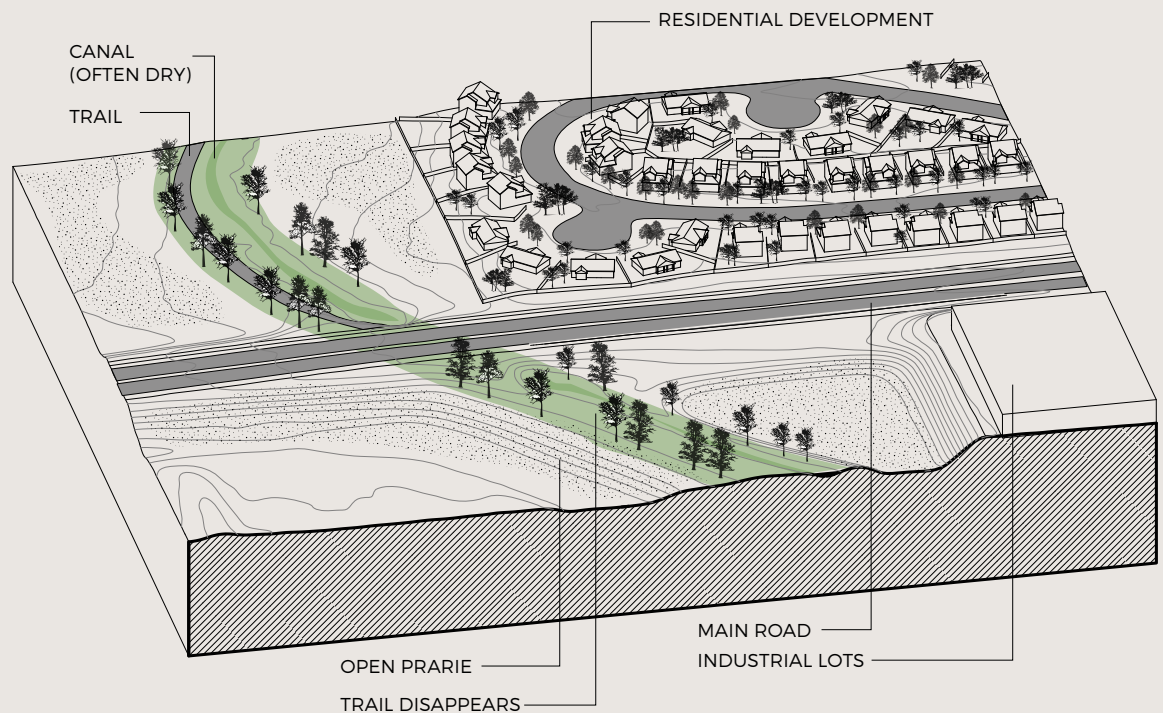 RESIDENTIAL DEVELOPMENT
CANAL
(OFTEN DRY)
TRAIL
MAIN ROAD
INDUSTRIAL LOTS
OPEN PRARIE
TRAIL DISAPPEARS